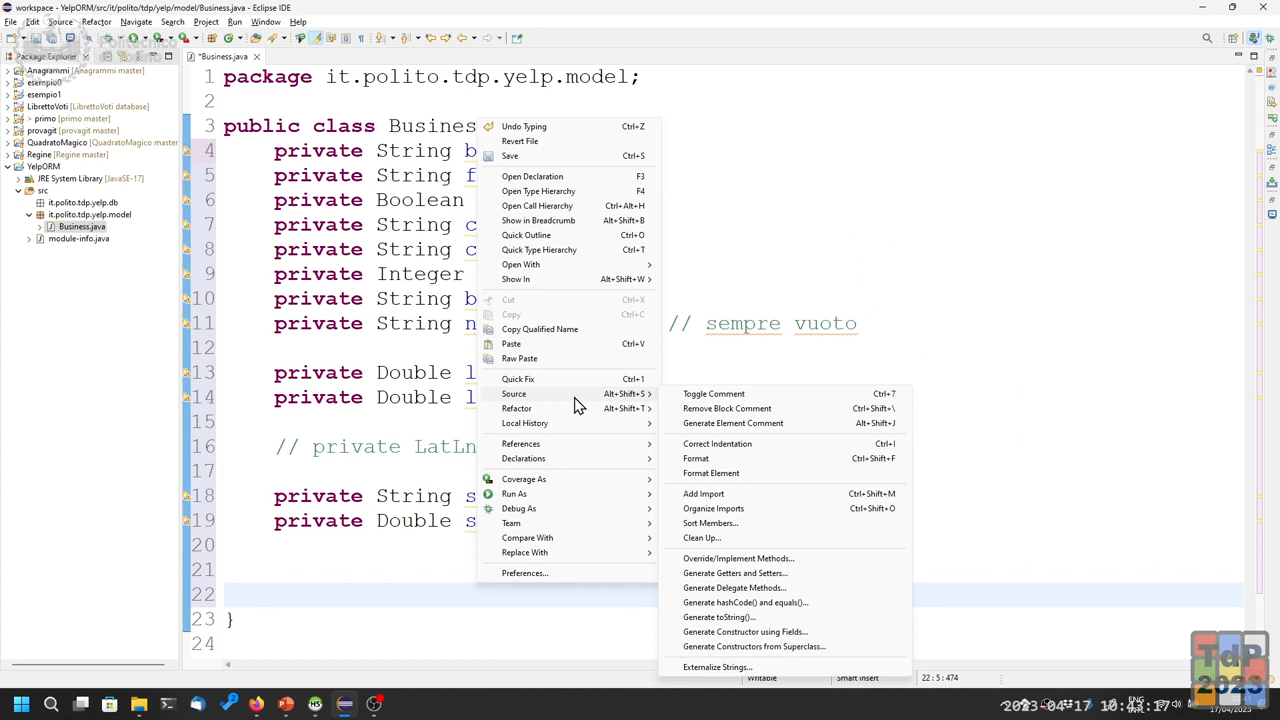 workspace - YelpORM/src/it/polito/tdp/yelp/model/Business.java - Eclipse IDE
File Edit Source Refactor Navigate Search Project Run Window Help
Politecnico
Package Explorer
*Business.java
Anagrammi [Anagrammi master]
esempio0
esempio1
LibrettoVoti [LibrettoVoti database]
> primo [primo master]
provagit [provagit master]
QuadratoMagico [QuadratoMagico master]
Regine [Regine master]
YelpORM
JRE System Library [JavaSE-17]
src
it.polito.tdp.yelp.db
it.polito.tdp.yelp.model
Business.java
module-info.java
1 package it.polito.tdp.yelp.model;
2
3 public class Busines
4 private String b
5 private String f
6 private Boolean
7 private String c
8 private String c
9 private Integer
10 private String b
11 private String n // sempre vuoto
12
13 private Double l
14 private Double l
15
16 // private LatLn
17
18 private String s
19 private Double s
20
21
22
23 }
24
Undo Typing Ctrl+Z
Revert File
Save Ctrl+S
Open Declaration F3
Open Type Hierarchy F4
Open Call Hierarchy Ctrl+Alt+H
Show in Breadcrumb Alt+Shift+B
Quick Outline Ctrl+O
Quick Type Hierarchy Ctrl+T
Open With
Show In Alt+Shift+W
Cut Ctrl+X
Copy Ctrl+C
Copy Qualified Name
Paste Ctrl+V
Raw Paste
Quick Fix Ctrl+1
Source Alt+Shift+S
Refactor Alt+Shift+T
Local History
References
Declarations
Coverage As
Run As
Debug As
Team
Compare With
Replace With
Preferences...
Toggle Comment Ctrl+7
Remove Block Comment Ctrl+Shift+\
Generate Element Comment Alt+Shift+J
Correct Indentation Ctrl+I
Format Ctrl+Shift+F
Format Element
Add Import Ctrl+Shift+M
Organize Imports Ctrl+Shift+O
Sort Members...
Clean Up...
Override/Implement Methods...
Generate Getters and Setters...
Generate Delegate Methods...
Generate hashCode() and equals()...
Generate toString()...
Generate Constructor using Fields...
Generate Constructors from Superclass...
Externalize Strings...
Writable Smart Insert 22 : 5 : 474
TdP
2023
ENG
2023-04-17 10:44:17
17/04/2023